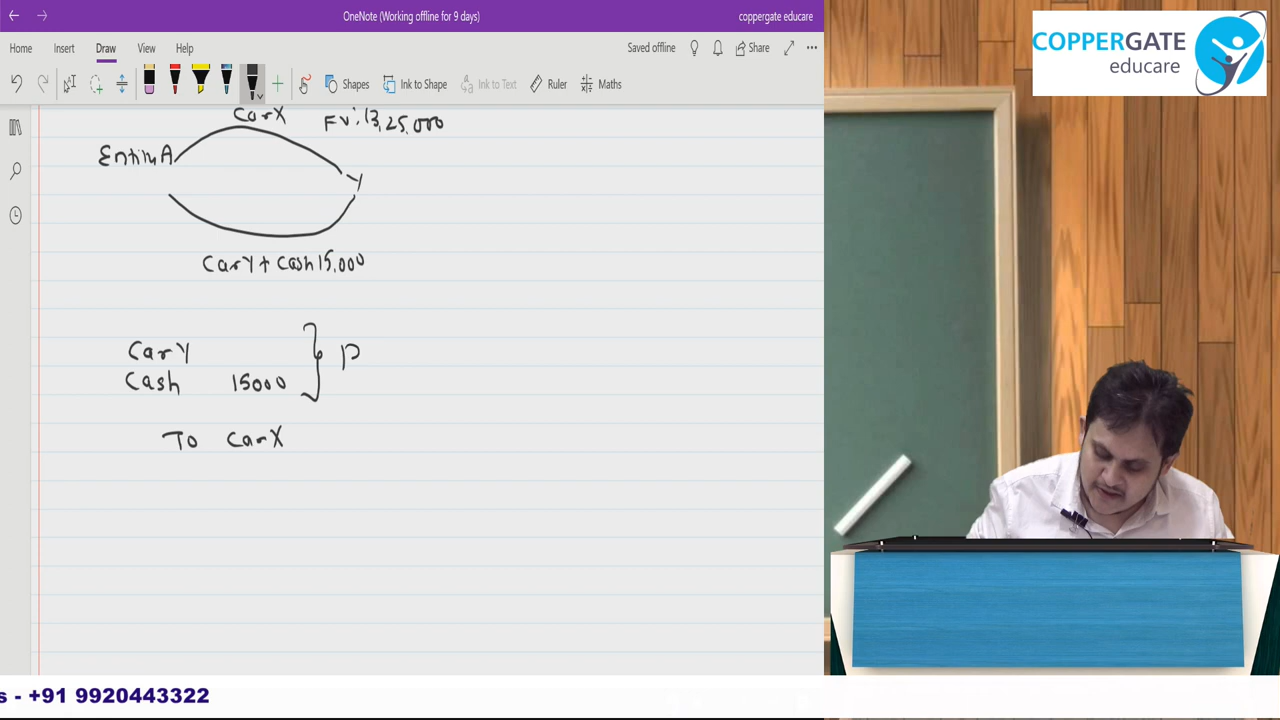 OneNote (Working offline for 9 days)
coppergate educare
Home Insert Draw View Help
Saved offline
Share
Shapes
Ink to Shape
Ink to Text
Ruler
Maths
COPPERGATE
educare
Car X
FV: 13,25,000
Entity A
Y
Car Y + Cash 15,000
Car Y
Cash 15000
To Car X
s - +91 9920443322